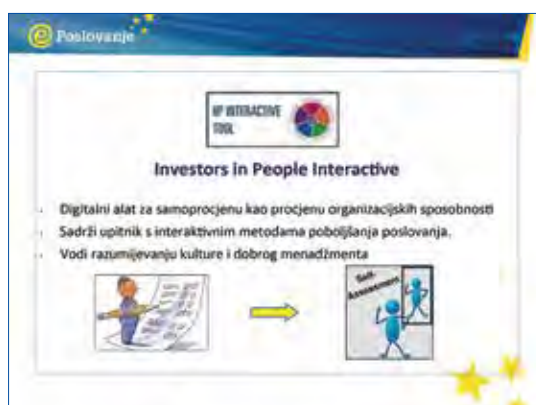 e Poslovanje
INTERACTIVE
TOOL
Investors in People Interactive
Digitalni alat za samoprocjenu kao procjenu organizacijskih sposobnosti
Sadrži upitnik s interaktivnim metodama poboljšanja poslovanja.
Vodi razumijevanju kulture i dobrog menadžmenta
Self-
Assessment